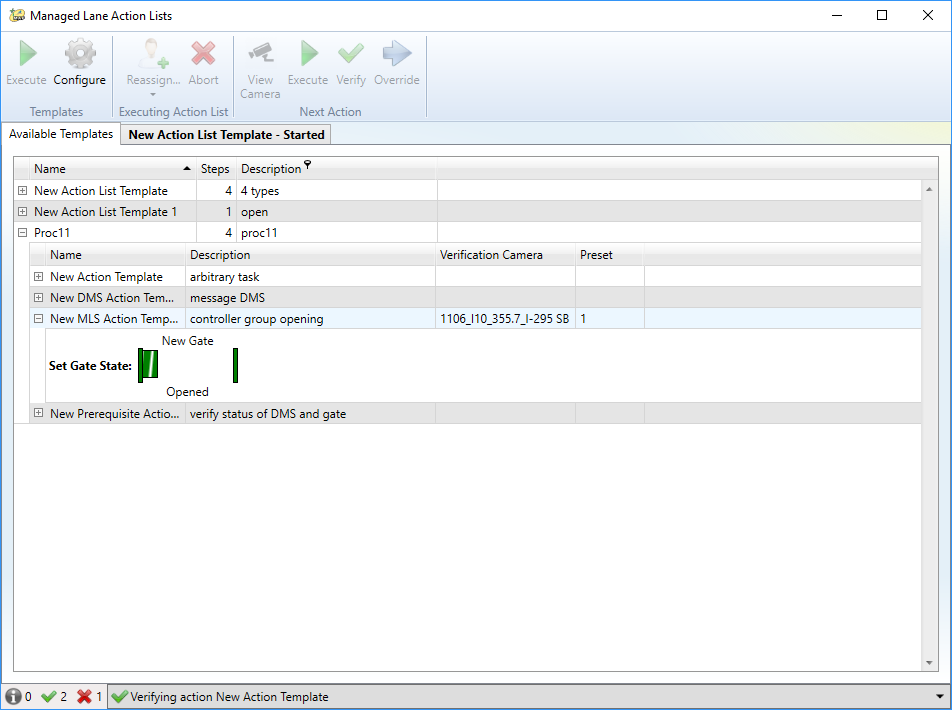 Managed Lane Action Lists
Execute Configure Reassign... Abort View Camera Execute Verify Override
Templates Executing Action List Next Action
Available Templates New Action List Template - Started
Name Steps Description
New Action List Template 4 4 types
New Action List Template 1 1 open
Proc11 4 proc11
Name Description Verification Camera Preset
New Action Template arbitrary task
New DMS Action Tem... message DMS
New MLS Action Temp... controller group opening 1106_I10_355.7_I-295 SB 1
New Gate
Set Gate State:
Opened
New Prerequisite Actio... verify status of DMS and gate
0 2 1 Verifying action New Action Template